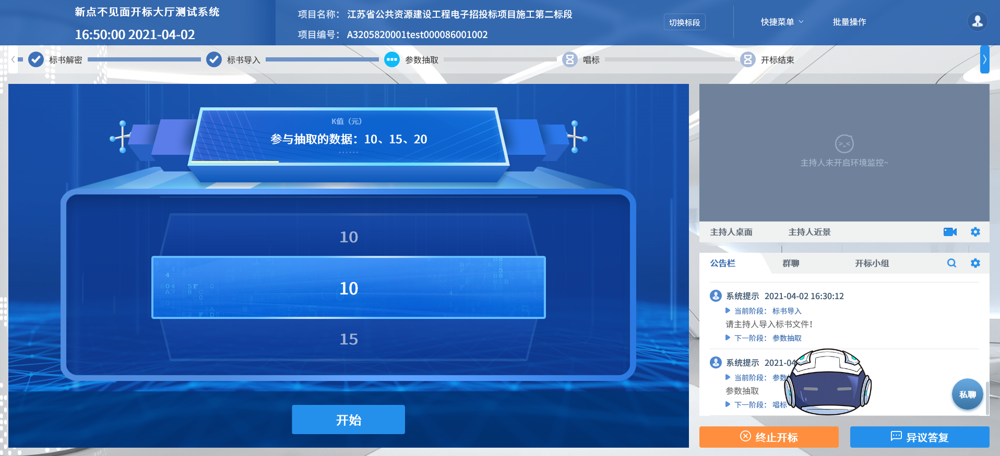 新点不见面开标大厅测试系统
16:50:00 2021-04-02
项目名称： 江苏省公共资源建设工程电子招投标项目施工第二标段
项目编号： A3205820001test000086001002
切换标段
快捷菜单
批量操作
标书解密
标书导入
参数抽取
唱标
开标结束
K值（元）
参与抽取的数据：10、15、20
10
10
15
开始
主持人未开启环境监控~
主持人桌面
主持人近景
公告栏
群聊
开标小组
系统提示 2021-04-02 16:30:12
当前阶段： 标书导入
请主持人导入标书文件！
下一阶段： 参数抽取
系统提示 2021-04
当前阶段： 参数
参数抽取
下一阶段： 唱标
私聊
终止开标
异议答复